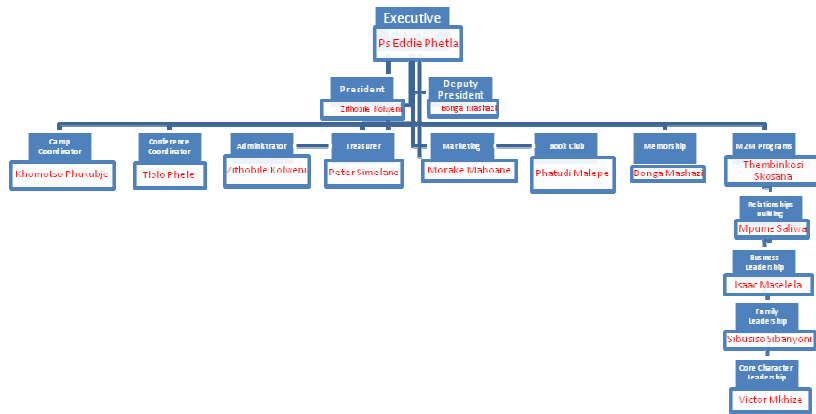 Executive
Ps Eddie Phetla
President
Zithobile Kolweni
Deputy
President
Bonga Mashazi
Camp
Coordinator
Khomotso Phukubje
Conference
Coordinator
Tlolo Phele
Administrator
Zithobile Kolweni
Treasurer
Peter Simelane
Marketing
Morake Maboane
Book Club
Phatudi Malepe
Mentorship
Bonga Mashazi
M2M Programs
Thembinkosi
Skosana
Relationships
Building
Mpume Saliwa
Business
Leadership
Isaac Maselela
Family
Leadership
Sibusiso Sibanyoni
Core Character
Leadership
Victor Mkhize